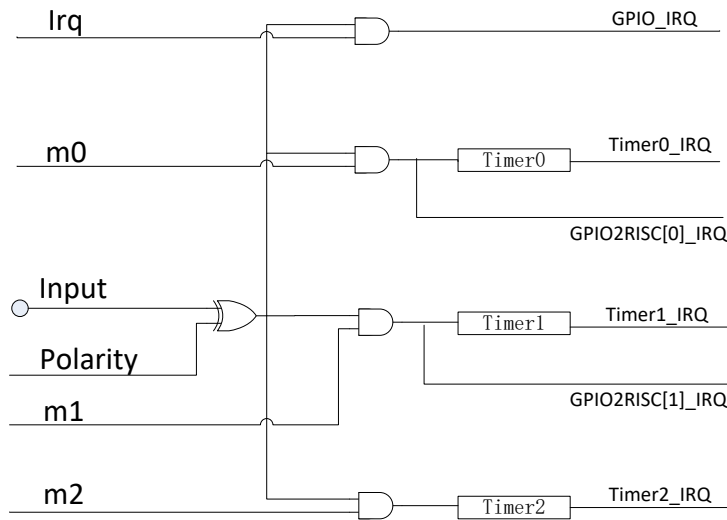 Irq
GPIO_IRQ
m0
Timer0
Timer0_IRQ
GPIO2RISC[0]_IRQ
Input
Timer1
Timer1_IRQ
Polarity
GPIO2RISC[1]_IRQ
m1
m2
Timer2
Timer2_IRQ